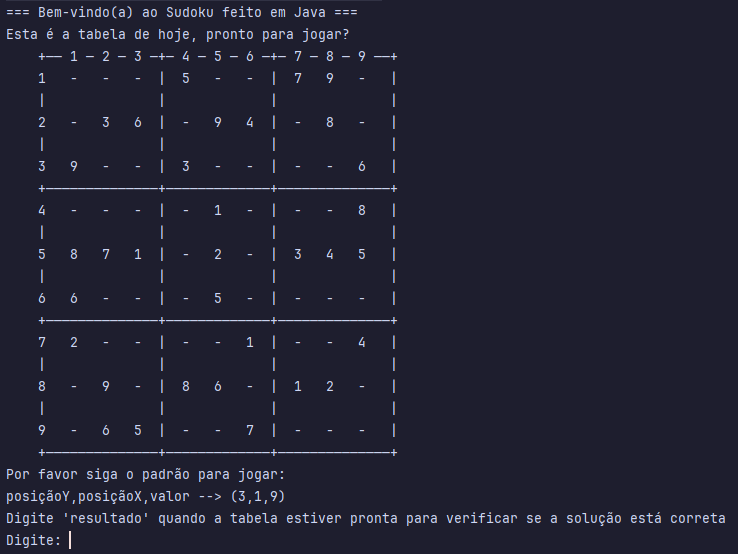 === Bem-vindo(a) ao Sudoku feito em Java ===
Esta é a tabela de hoje, pronto para jogar?
    +—— 1 — 2 — 3 —+— 4 — 5 — 6 —+— 7 — 8 — 9 ——+
    1   -   -   -  |  5   -   -  |  7   9   -   |
    |              |             |              |
    2   -   3   6  |  -   9   4  |  -   8   -   |
    |              |             |              |
    3   9   -   -  |  3   -   -  |  -   -   6   |
    +——————————————+—————————————+——————————————+
    4   -   -   -  |  -   1   -  |  -   -   8   |
    |              |             |              |
    5   8   7   1  |  -   2   -  |  3   4   5   |
    |              |             |              |
    6   6   -   -  |  -   5   -  |  -   -   -   |
    +——————————————+—————————————+——————————————+
    7   2   -   -  |  -   -   1  |  -   -   4   |
    |              |             |              |
    8   -   9   -  |  8   6   -  |  1   2   -   |
    |              |             |              |
    9   -   6   5  |  -   -   7  |  -   -   -   |
    +——————————————+—————————————+——————————————+
Por favor siga o padrão para jogar:
posiçãoY,posiçãoX,valor --> (3,1,9)
Digite 'resultado' quando a tabela estiver pronta para verificar se a solução está correta
Digite: